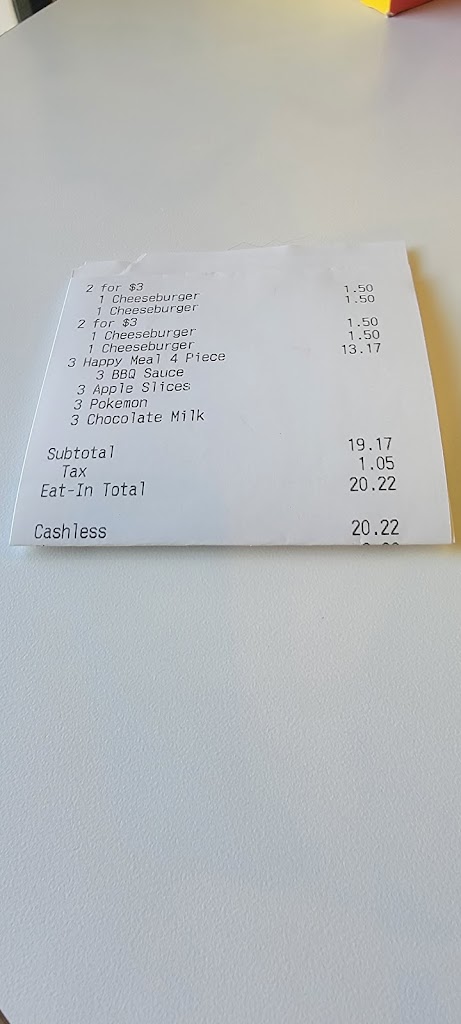 2 for $3
1 Cheeseburger 1.50
1 Cheeseburger 1.50
2 for $3
1 Cheeseburger 1.50
1 Cheeseburger 1.50
3 Happy Meal 4 Piece 13.17
3 BBQ Sauce
3 Apple Slices
3 Pokemon
3 Chocolate Milk
Subtotal 19.17
Tax 1.05
Eat-In Total 20.22
Cashless 20.22